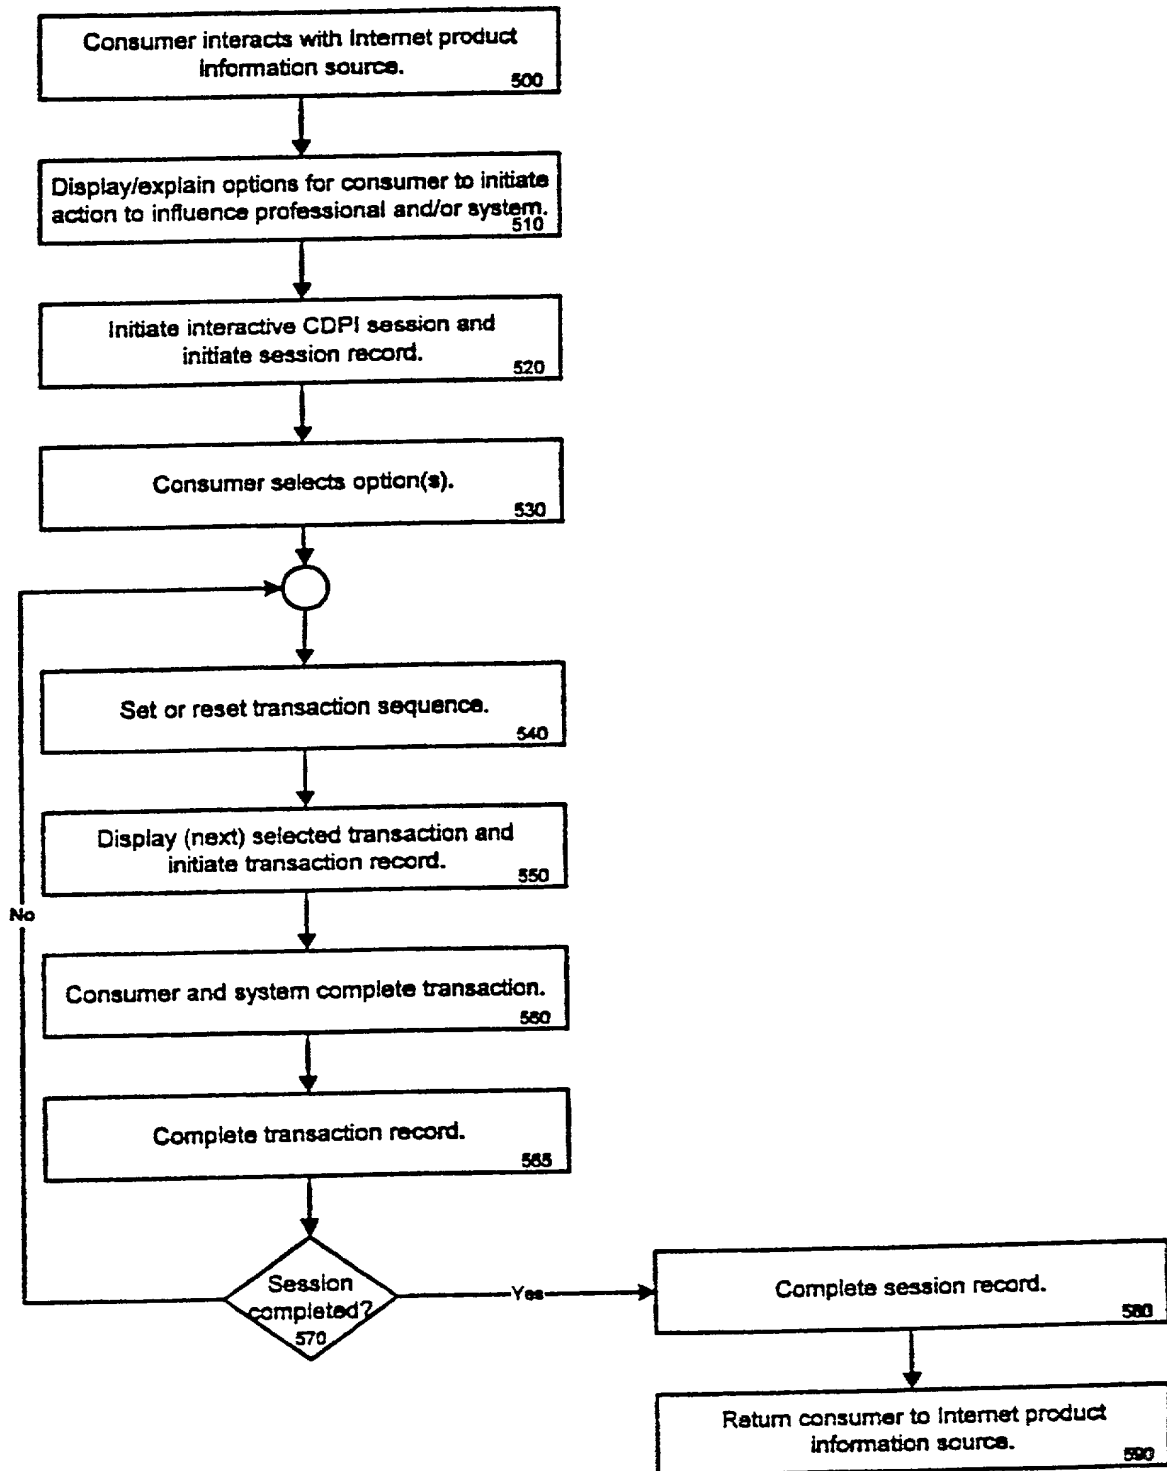 Consumer interacts with Internet product
information source.
500
Display/explain options for consumer to initiate
action to influence professional and/or system.
510
Initiate interactive CDPI session and
initiate session record.
520
Consumer selects option(s).
530
Set or reset transaction sequence.
540
Display (next) selected transaction and
initiate transaction record.
550
No
Consumer and system complete transaction.
560
Complete transaction record.
565
Session
completed?
570
Yes
Complete session record.
580
Return consumer to Internet product
information source.
590